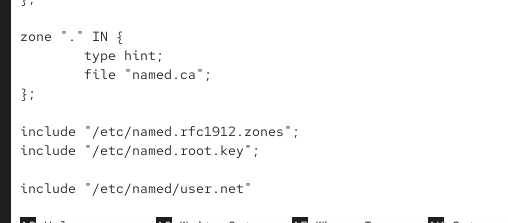 };
zone "." IN {
type hint;
file "named.ca";
};
include "/etc/named.rfc1912.zones";
include "/etc/named.root.key";
include "/etc/named/user.net"